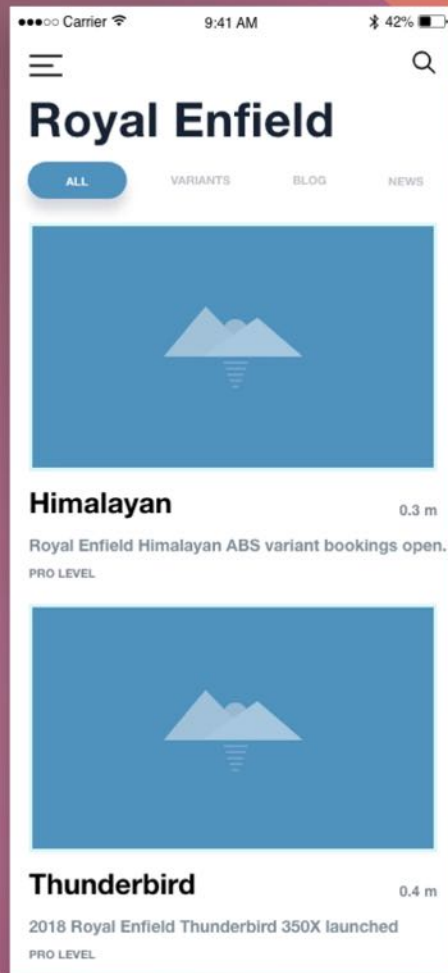 ●●●○○ Carrier 9:41 AM 42%
Royal Enfield
ALL VARIANTS BLOG NEWS
Himalayan 0.3 m
Royal Enfield Himalayan ABS variant bookings open.
PRO LEVEL
Thunderbird 0.4 m
2018 Royal Enfield Thunderbird 350X launched
PRO LEVEL